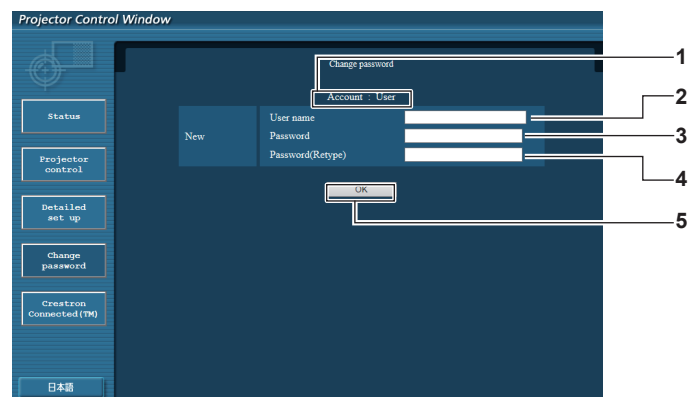 Projector Control Window
Change password
Account : User
New
User name
Password
Password(Retype)
OK
Status
Projector
control
Detailed
set up
Change
password
Crestron
Connected(TM)
日本語
1
2
3
4
5